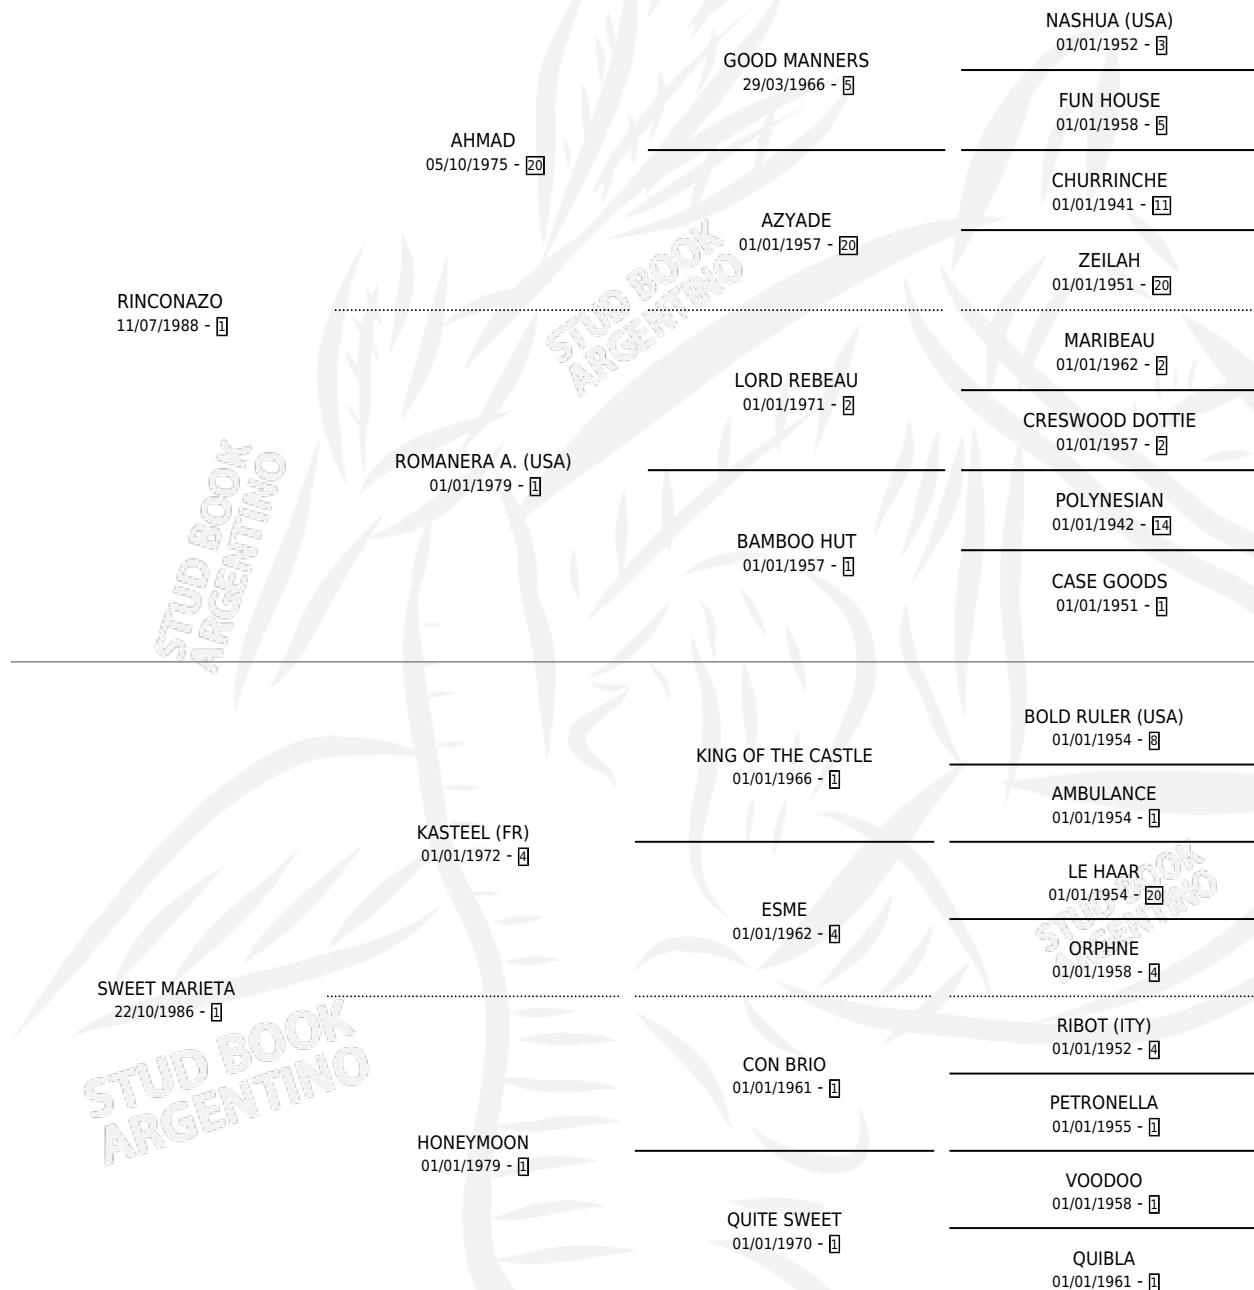 NASHUA (USA)
01/01/1952 - 3
GOOD MANNERS
29/03/1966 - 5
FUN HOUSE
01/01/1958 - 5
AHMAD
05/10/1975 - 20
CHURRINCHE
01/01/1941 - 11
AZYADE
01/01/1957 - 20
ZEILAH
01/01/1951 - 20
RINCONAZO
11/07/1988 - 1
STUD BOOK
ARGENTINO
MARIBEAU
01/01/1962 - 2
LORD REBEAU
01/01/1971 - 2
CRESWOOD DOTTIE
01/01/1957 - 2
ROMANERA A. (USA)
01/01/1979 - 1
POLYNESIAN
01/01/1942 - 14
BAMBOO HUT
01/01/1957 - 1
CASE GOODS
01/01/1951 - 1
STUD BOOK
ARGENTINO
BOLD RULER (USA)
01/01/1954 - 8
KING OF THE CASTLE
01/01/1966 - 1
AMBULANCE
01/01/1954 - 1
KASTEEL (FR)
01/01/1972 - 4
LE HAAR
01/01/1954 - 20
ESME
01/01/1962 - 4
ORPHNE
01/01/1958 - 4
STUD BOOK
ARGENTINO
SWEET MARIETA
22/10/1986 - 1
RIBOT (ITY)
01/01/1952 - 4
CON BRIO
01/01/1961 - 1
PETRONELLA
01/01/1955 - 1
STUD BOOK
ARGENTINO
HONEYMOON
01/01/1979 - 1
VOODOO
01/01/1958 - 1
QUITE SWEET
01/01/1970 - 1
QUIBLA
01/01/1961 - 1